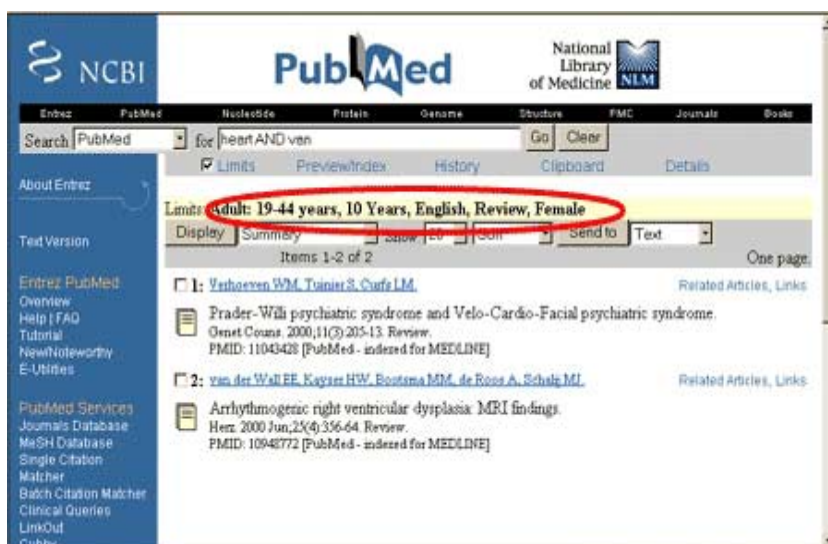 NCBI
PubMed
National
Library
of Medicine NLM
Entrez PubMed Nucleotide Protein Genome Structure PMC Journals Books
Search PubMed for heart AND van Go Clear
Limits Preview/Index History Clipboard Details
About Entrez
Limits: Adult: 19-44 years, 10 Years, English, Review, Female
Text Version
Display Summary Show 20 Sort Send to Text
Items 1-2 of 2
One page.
Entrez PubMed
Overview
Help | FAQ
Tutorial
New/Noteworthy
E-Utilities
1: Verhoeven WM, Tuinier S, Curfs LM. Related Articles, Links
Prader-Willi psychiatric syndrome and Velo-Cardio-Facial psychiatric syndrome.
Genet Couns. 2000;11(3):205-13. Review.
PMID: 11043428 [PubMed - indexed for MEDLINE]
2: van der Wall EE, Kayser HW, Bootsma MM, de Roos A, Schalij MJ. Related Articles, Links
Arrhythmogenic right ventricular dysplasia: MRI findings.
Herz. 2000 Jun;25(4):356-64. Review.
PMID: 10948772 [PubMed - indexed for MEDLINE]
PubMed Services
Journals Database
MeSH Database
Single Citation
Matcher
Batch Citation Matcher
Clinical Queries
LinkOut
Cubby